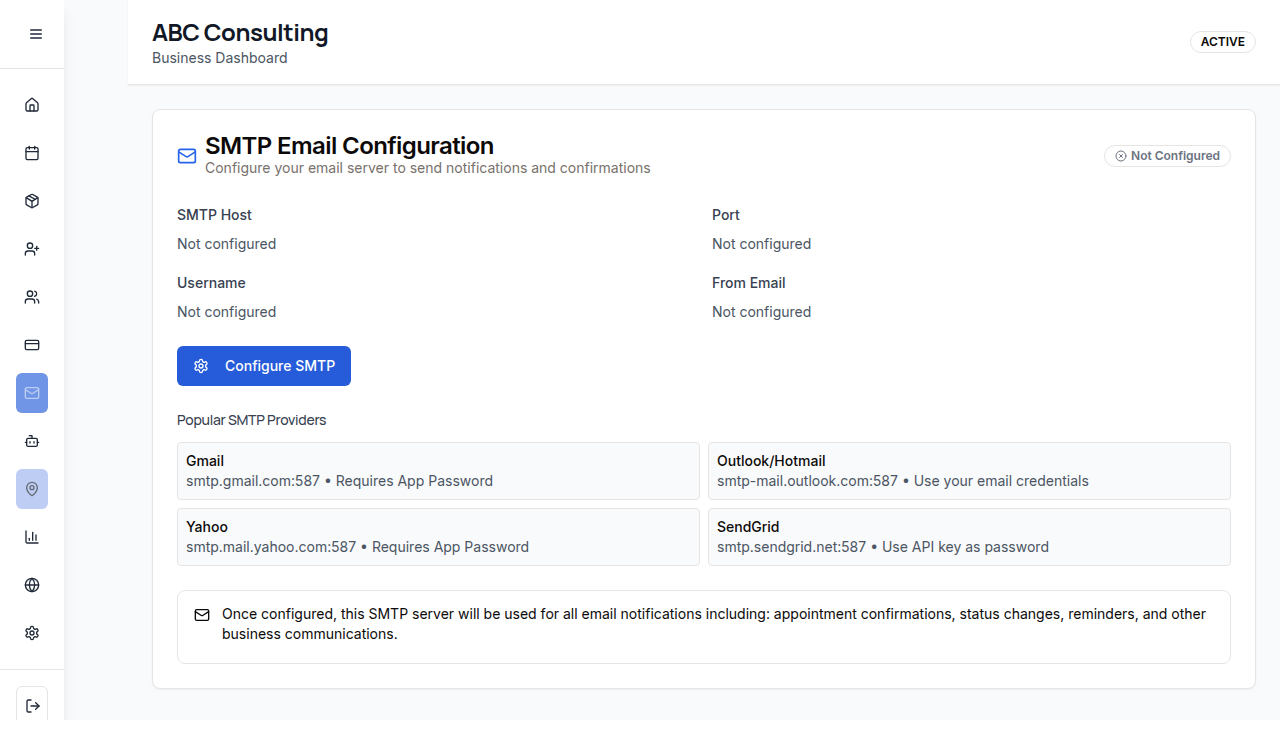 ABC Consulting
Business Dashboard
ACTIVE
SMTP Email Configuration
Configure your email server to send notifications and confirmations
Not Configured
SMTP Host
Port
Not configured
Not configured
Username
From Email
Not configured
Not configured
Configure SMTP
Popular SMTP Providers
Gmail
smtp.gmail.com:587 • Requires App Password
Outlook/Hotmail
smtp-mail.outlook.com:587 • Use your email credentials
Yahoo
smtp.mail.yahoo.com:587 • Requires App Password
SendGrid
smtp.sendgrid.net:587 • Use API key as password
Once configured, this SMTP server will be used for all email notifications including: appointment confirmations, status changes, reminders, and other
business communications.